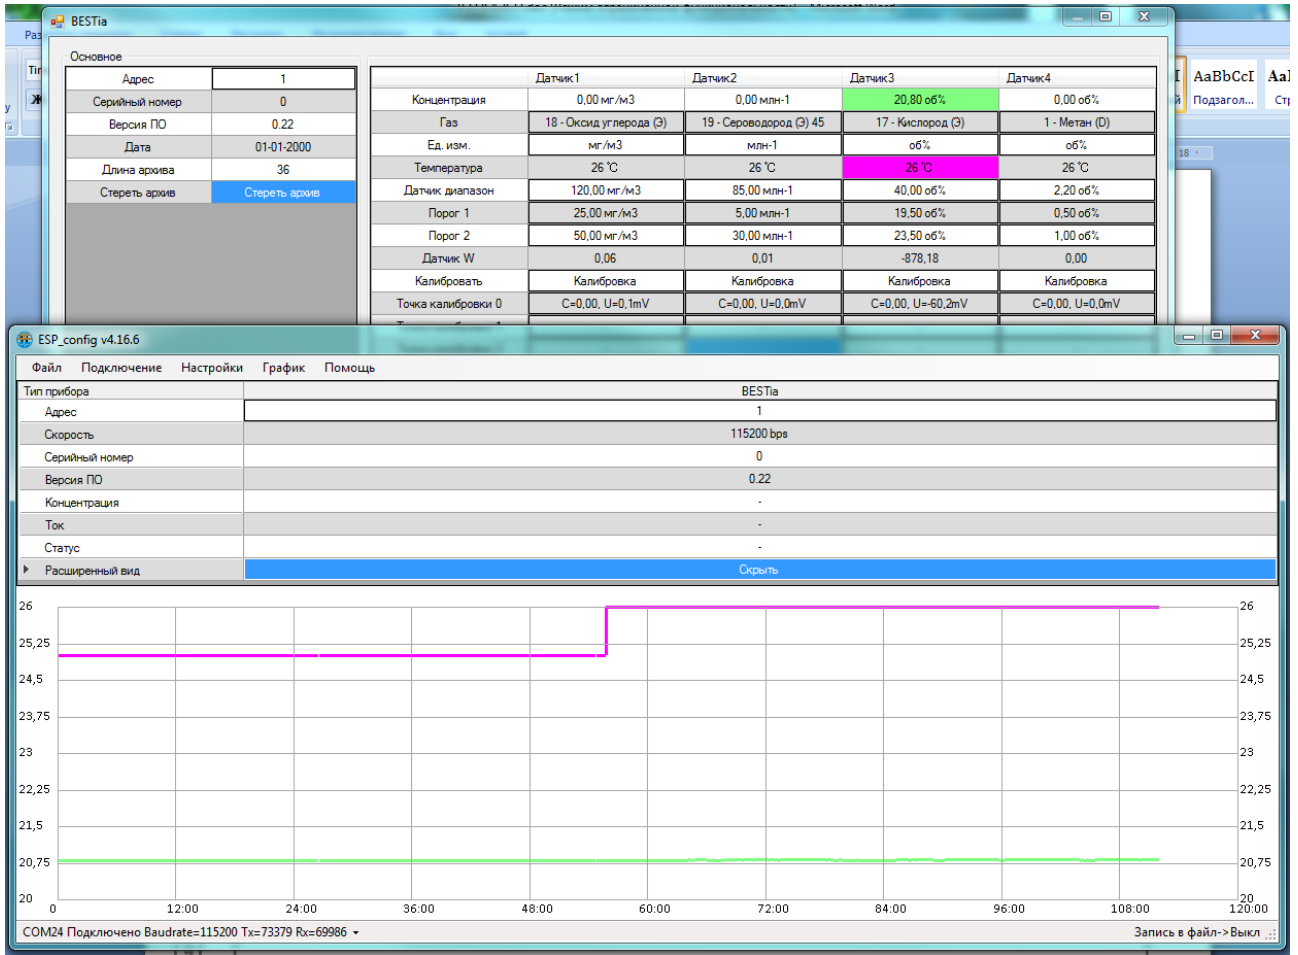 BESTia
Раз
Tir
Ж
у
AaBbCcI Aal
й Подзагол... Стр
18
Основное
Адрес 1
Серийный номер 0
Версия ПО 0.22
Дата 01-01-2000
Длина архива 36
Стереть архив Стереть архив
Датчик1 Датчик2 Датчик3 Датчик4
Концентрация 0,00 мг/м3 0,00 млн-1 20,80 об% 0,00 об%
Газ 18 - Оксид углерода (Э) 19 - Сероводород (Э) 45 17 - Кислород (Э) 1 - Метан (D)
Ед. изм. мг/м3 млн-1 об% об%
Температура 26 °C 26 °C 26 °C 26 °C
Датчик диапазон 120,00 мг/м3 85,00 млн-1 40,00 об% 2,20 об%
Порог 1 25,00 мг/м3 5,00 млн-1 19,50 об% 0,50 об%
Порог 2 50,00 мг/м3 30,00 млн-1 23,50 об% 1,00 об%
Датчик W 0,06 0,01 -878,18 0,00
Калибровать Калибровка Калибровка Калибровка Калибровка
Точка калибровки 0 C=0,00, U=0,1mV C=0,00, U=0,0mV C=0,00, U=-60,2mV C=0,00, U=0,0mV
ESP_config v4.16.6
Файл Подключение Настройки График Помощь
Тип прибора BESTia
Адрес 1
Скорость 115200 bps
Серийный номер 0
Версия ПО 0.22
Концентрация -
Ток -
Статус -
Расширенный вид Скрыть
26 26
25,25 25,25
24,5 24,5
23,75 23,75
23 23
22,25 22,25
21,5 21,5
20,75 20,75
20 20
0 12:00 24:00 36:00 48:00 60:00 72:00 84:00 96:00 108:00 120:00
COM24 Подключено Baudrate=115200 Tx=73379 Rx=69986 Запись в файл->Выкл